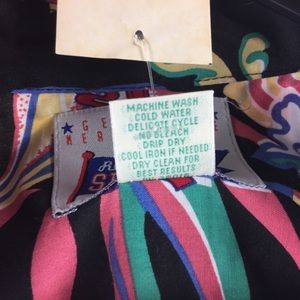 MACHINE WASH
COLD WATER
DELICATE CYCLE
NO BLEACH
DRIP DRY
COOL IRON IF NEEDED
DRY CLEAN FOR
BEST RESULTS